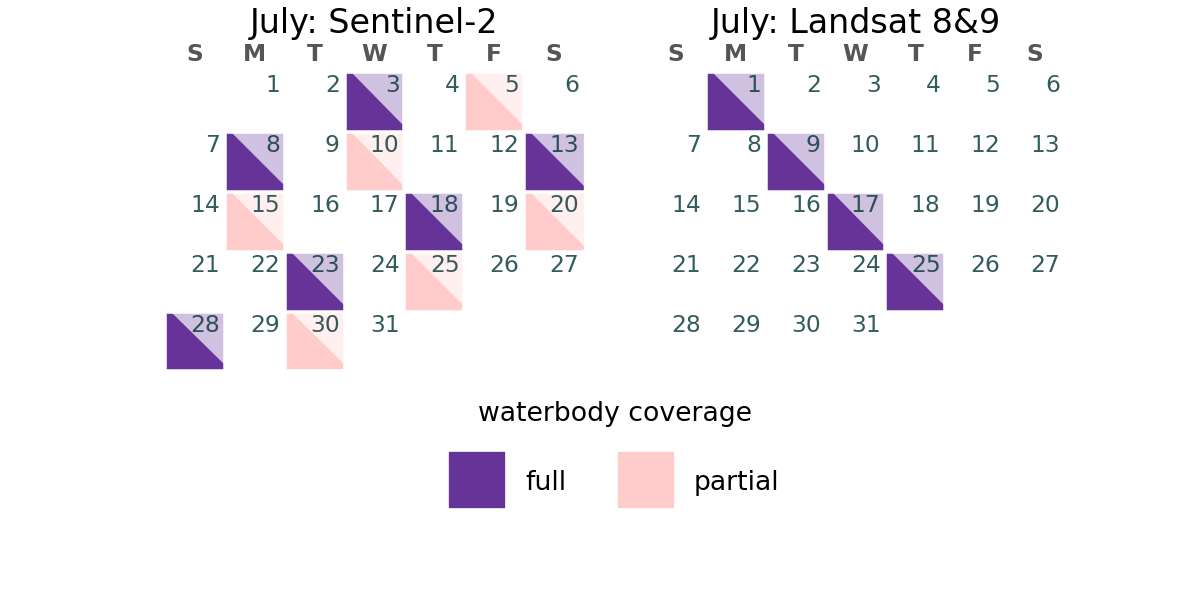 July: Sentinel-2
S M T W T F S
1 2 3 4 5 6
7 8 9 10 11 12 13
14 15 16 17 18 19 20
21 22 23 24 25 26 27
28 29 30 31
July: Landsat 8&9
S M T W T F S
1 2 3 4 5 6
7 8 9 10 11 12 13
14 15 16 17 18 19 20
21 22 23 24 25 26 27
28 29 30 31
waterbody coverage
full partial